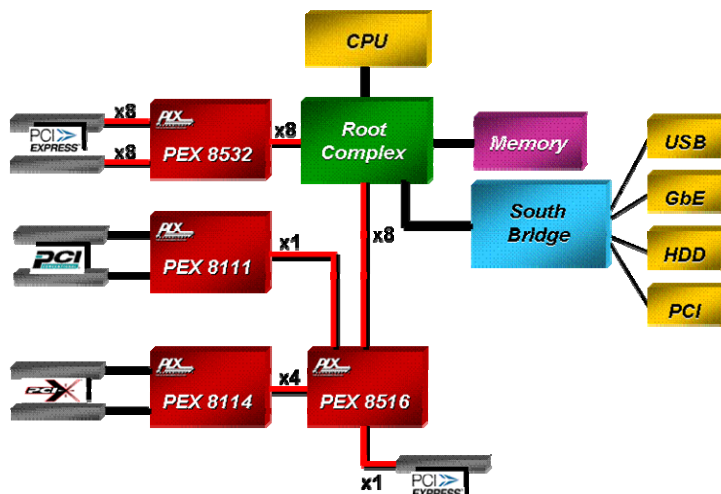 CPU
x8
PCI
EXPRESS
x8
PLX
PEX 8532
x8
Root
Complex
Memory
USB
GbE
HDD
PCI
South
Bridge
x8
PCI
PLX
PEX 8111
x1
PCI X
PLX
PEX 8114
x4
PLX
PEX 8516
x1
PCI
EXPRESS